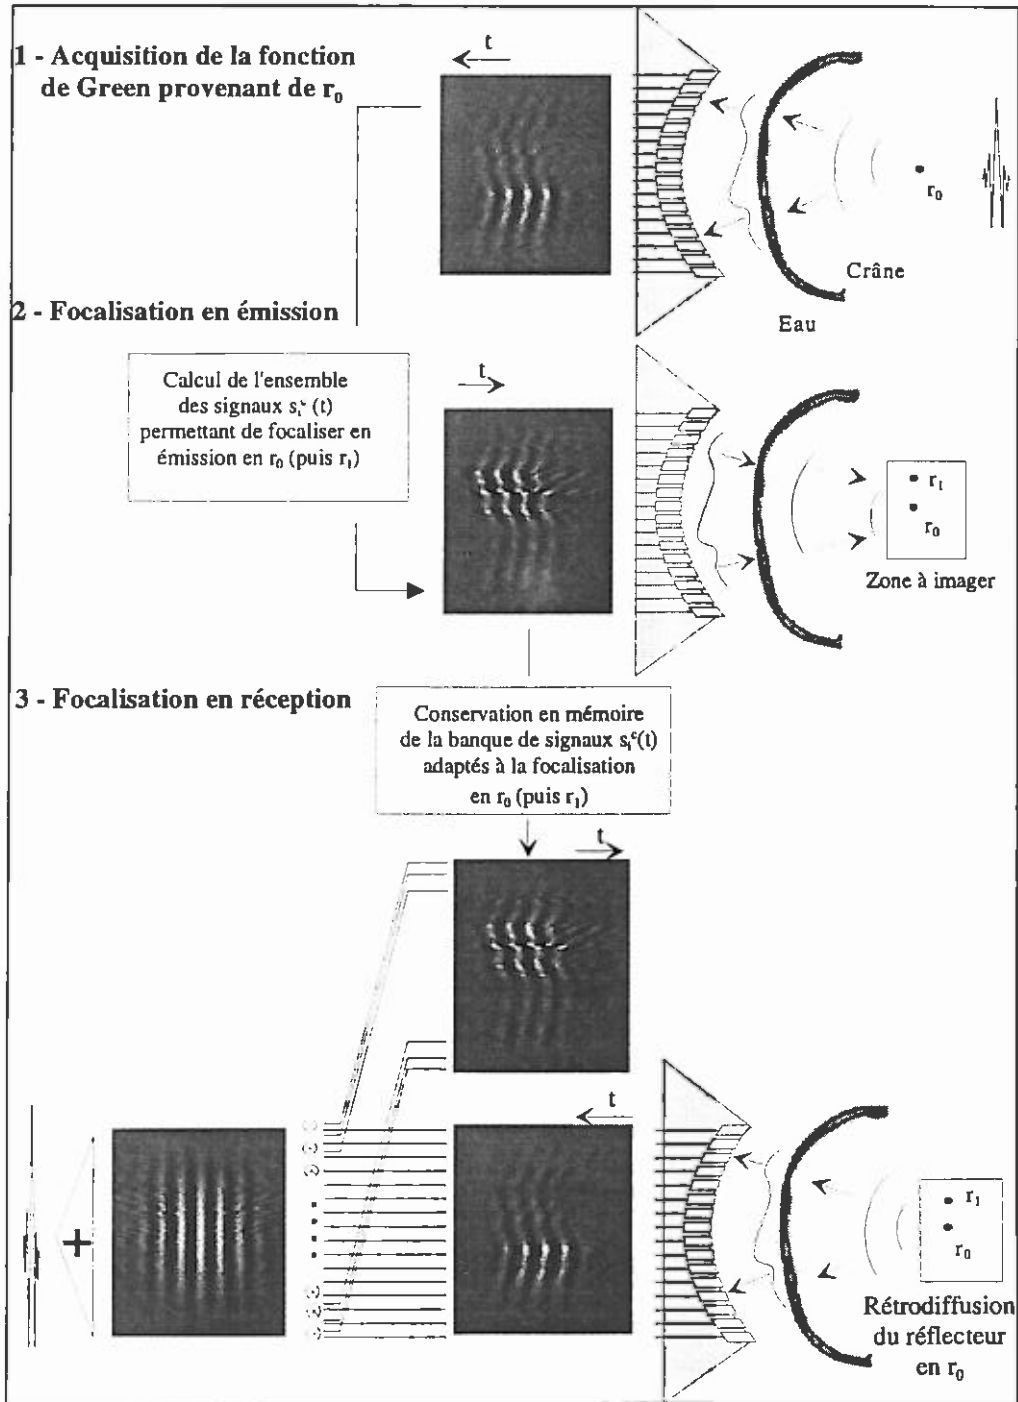 1 - Acquisition de la fonction
de Green provenant de r₀
t
r₀
Crâne
Eau
2 - Focalisation en émission
Calcul de l'ensemble
des signaux sᵢᶜ (t)
permettant de focaliser en
émission en r₀ (puis r₁)
t
r₁
r₀
Zone à imager
3 - Focalisation en réception
Conservation en mémoire
de la banque de signaux sᵢᶜ(t)
adaptés à la focalisation
en r₀ (puis r₁)
t
t
+
r₁
r₀
Rétrodiffusion
du réflecteur
en r₀